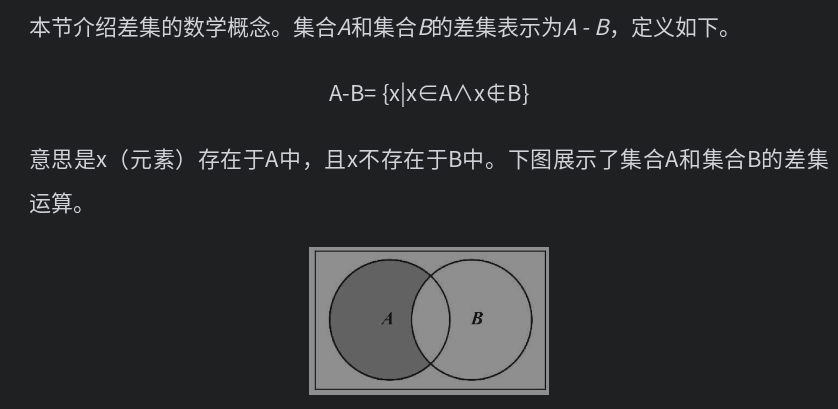 本节介绍差集的数学概念。集合A和集合B的差集表示为A - B，定义如下。
A-B= {x|x∈A∧x∉B}
意思是x（元素）存在于A中，且x不存在于B中。下图展示了集合A和集合B的差集
运算。
A B